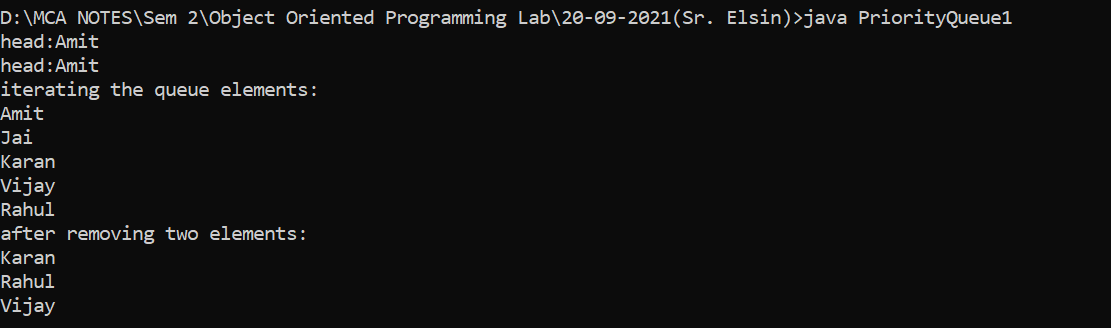 D:\MCA NOTES\Sem 2\Object Oriented Programming Lab\20-09-2021(Sr. Elsin)>java PriorityQueue1
head:Amit
head:Amit
iterating the queue elements:
Amit
Jai
Karan
Vijay
Rahul
after removing two elements:
Karan
Rahul
Vijay